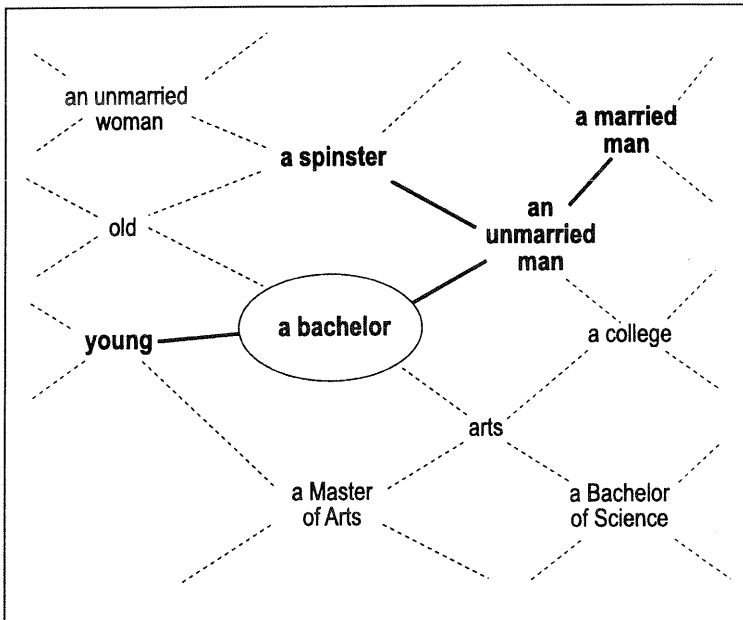 an unmarried
woman
a spinster
a married
man
an
unmarried
man
old
a bachelor
young
a college
arts
a Master
of Arts
a Bachelor
of Science